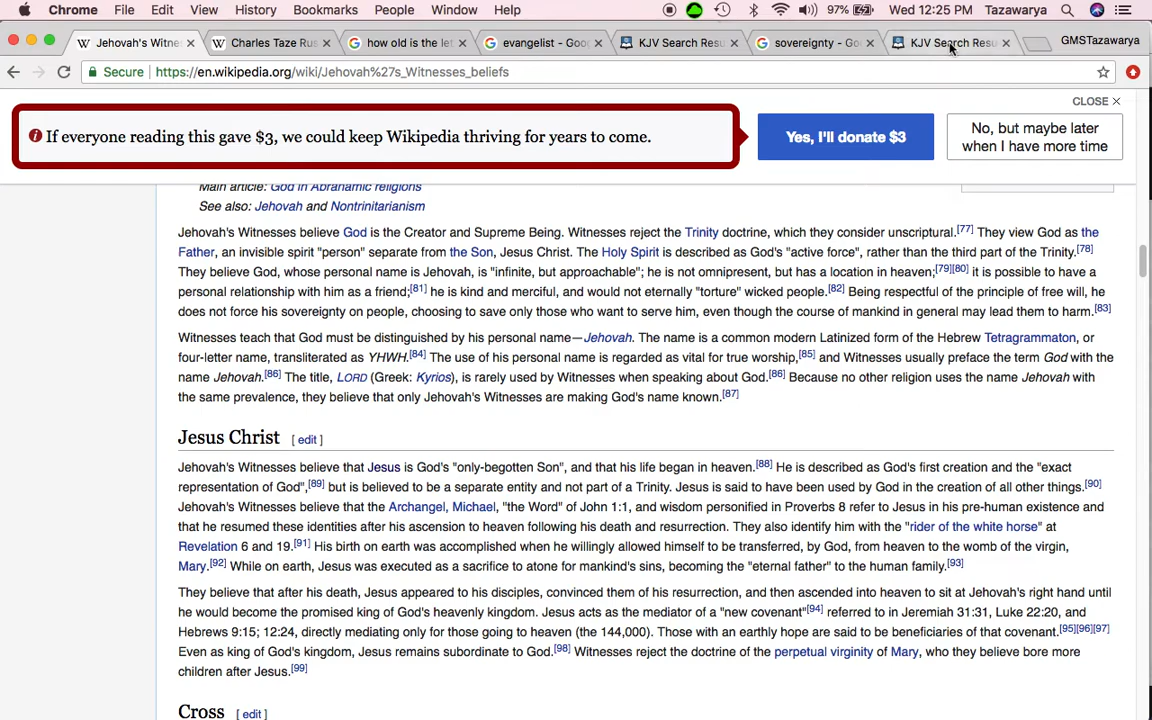 Chrome File Edit View History Bookmarks People Window Help 97% Wed 12:25 PM Tazawarya
Jehovah's Witne Charles Taze Rus how old is the let evangelist - Goo KJV Search Resu sovereignty - Go KJV Search Resu GMSTazawarya
Secure https://en.wikipedia.org/wiki/Jehovah%27s_Witnesses_beliefs
CLOSE
If everyone reading this gave $3, we could keep Wikipedia thriving for years to come.
Yes, I'll donate $3
No, but maybe later
when I have more time
Main article: God in Abrahamic religions
See also: Jehovah and Nontrinitarianism
Jehovah's Witnesses believe God is the Creator and Supreme Being. Witnesses reject the Trinity doctrine, which they consider unscriptural.[77] They view God as the
Father, an invisible spirit "person" separate from the Son, Jesus Christ. The Holy Spirit is described as God's "active force", rather than the third part of the Trinity.[78]
They believe God, whose personal name is Jehovah, is "infinite, but approachable"; he is not omnipresent, but has a location in heaven;[79][80] it is possible to have a
personal relationship with him as a friend;[81] he is kind and merciful, and would not eternally "torture" wicked people.[82] Being respectful of the principle of free will, he
does not force his sovereignty on people, choosing to save only those who want to serve him, even though the course of mankind in general may lead them to harm.[83]
Witnesses teach that God must be distinguished by his personal name—Jehovah. The name is a common modern Latinized form of the Hebrew Tetragrammaton, or
four-letter name, transliterated as YHWH.[84] The use of his personal name is regarded as vital for true worship,[85] and Witnesses usually preface the term God with the
name Jehovah.[86] The title, LORD (Greek: Kyrios), is rarely used by Witnesses when speaking about God.[86] Because no other religion uses the name Jehovah with
the same prevalence, they believe that only Jehovah's Witnesses are making God's name known.[87]
Jesus Christ [ edit ]
Jehovah's Witnesses believe that Jesus is God's "only-begotten Son", and that his life began in heaven.[88] He is described as God's first creation and the "exact
representation of God",[89] but is believed to be a separate entity and not part of a Trinity. Jesus is said to have been used by God in the creation of all other things.[90]
Jehovah's Witnesses believe that the Archangel, Michael, "the Word" of John 1:1, and wisdom personified in Proverbs 8 refer to Jesus in his pre-human existence and
that he resumed these identities after his ascension to heaven following his death and resurrection. They also identify him with the "rider of the white horse" at
Revelation 6 and 19.[91] His birth on earth was accomplished when he willingly allowed himself to be transferred, by God, from heaven to the womb of the virgin,
Mary.[92] While on earth, Jesus was executed as a sacrifice to atone for mankind's sins, becoming the "eternal father" to the human family.[93]
They believe that after his death, Jesus appeared to his disciples, convinced them of his resurrection, and then ascended into heaven to sit at Jehovah's right hand until
he would become the promised king of God's heavenly kingdom. Jesus acts as the mediator of a "new covenant"[94] referred to in Jeremiah 31:31, Luke 22:20, and
Hebrews 9:15; 12:24, directly mediating only for those going to heaven (the 144,000). Those with an earthly hope are said to be beneficiaries of that covenant.[95][96][97]
Even as king of God's kingdom, Jesus remains subordinate to God.[98] Witnesses reject the doctrine of the perpetual virginity of Mary, who they believe bore more
children after Jesus.[99]
Cross [ edit ]